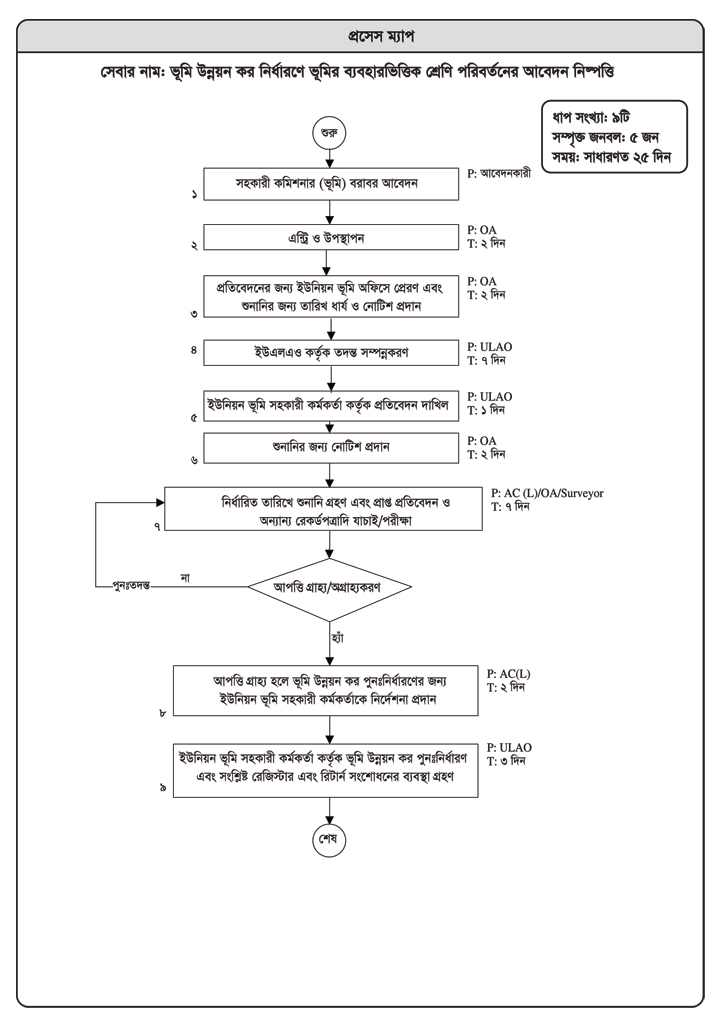 প্রসেস ম্যাপ
সেবার নাম: ভূমি উন্নয়ন কর নির্ধারণে ভূমির ব্যবহারভিত্তিক শ্রেণি পরিবর্তনের আবেদন নিষ্পত্তি
ধাপ সংখ্যা: ৯টি
সম্পৃক্ত জনবল: ৫ জন
সময়: সাধারণত ২৫ দিন
শুরু
১
সহকারী কমিশনার (ভূমি) বরাবর আবেদন
P: আবেদনকারী
২
এন্ট্রি ও উপস্থাপন
P: OA
T: ২ দিন
৩
প্রতিবেদনের জন্য ইউনিয়ন ভূমি অফিসে প্রেরণ এবং
শুনানির জন্য তারিখ ধার্য ও নোটিশ প্রদান
P: OA
T: ২ দিন
৪
ইউএলএও কর্তৃক তদন্ত সম্পন্নকরণ
P: ULAO
T: ৭ দিন
৫
ইউনিয়ন ভূমি সহকারী কর্মকর্তা কর্তৃক প্রতিবেদন দাখিল
P: ULAO
T: ১ দিন
৬
শুনানির জন্য নোটিশ প্রদান
P: OA
T: ২ দিন
৭
নির্ধারিত তারিখে শুনানি গ্রহণ এবং প্রাপ্ত প্রতিবেদন ও
অন্যান্য রেকর্ডপত্রাদি যাচাই/পরীক্ষা
P: AC (L)/OA/Surveyor
T: ৭ দিন
আপত্তি গ্রাহ্য/অগ্রাহ্যকরণ
না
পুনঃতদন্ত
হ্যাঁ
৮
আপত্তি গ্রাহ্য হলে ভূমি উন্নয়ন কর পুনঃনির্ধারণের জন্য
ইউনিয়ন ভূমি সহকারী কর্মকর্তাকে নির্দেশনা প্রদান
P: AC(L)
T: ২ দিন
৯
ইউনিয়ন ভূমি সহকারী কর্মকর্তা কর্তৃক ভূমি উন্নয়ন কর পুনঃনির্ধারণ
এবং সংশ্লিষ্ট রেজিস্টার এবং রিটার্ন সংশোধনের ব্যবস্থা গ্রহণ
P: ULAO
T: ৩ দিন
শেষ